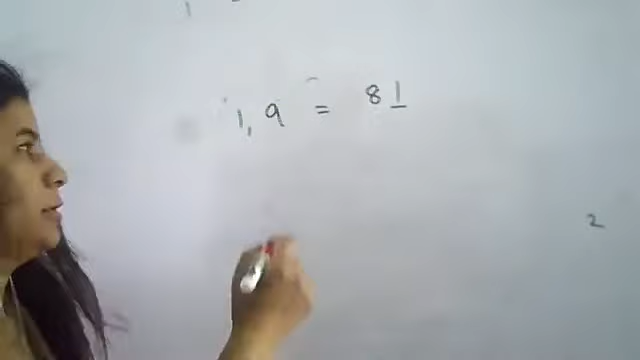 1, 9 = 81
2